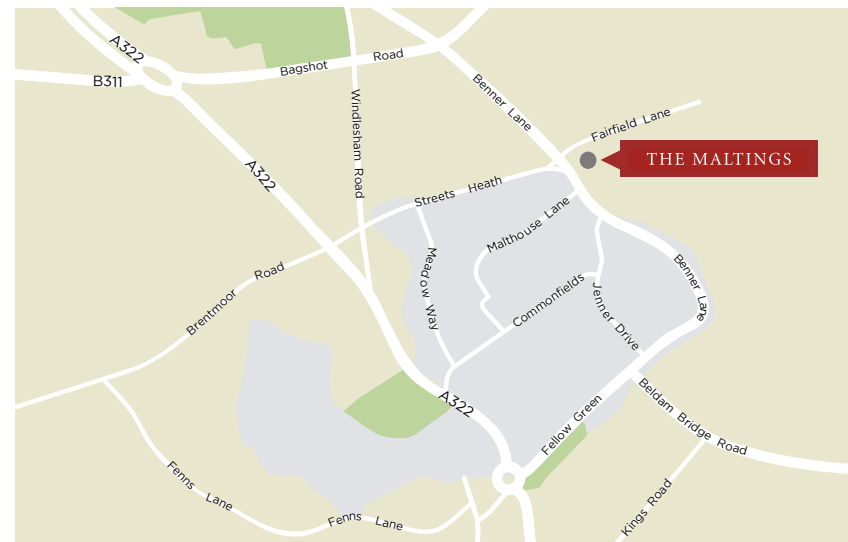 A322
B311
Bagshot Road
Benner Lane
Windlesham Road
Fairfield Lane
THE MALTINGS
A322
Streets Heath
Malthouse Lane
Meadow Way
Brentmoor Road
Commonfields
Jenner Drive
Benner Lane
A322
Fellow Green
Beldam Bridge Road
Fenns Lane
Fenns Lane
Kings Road